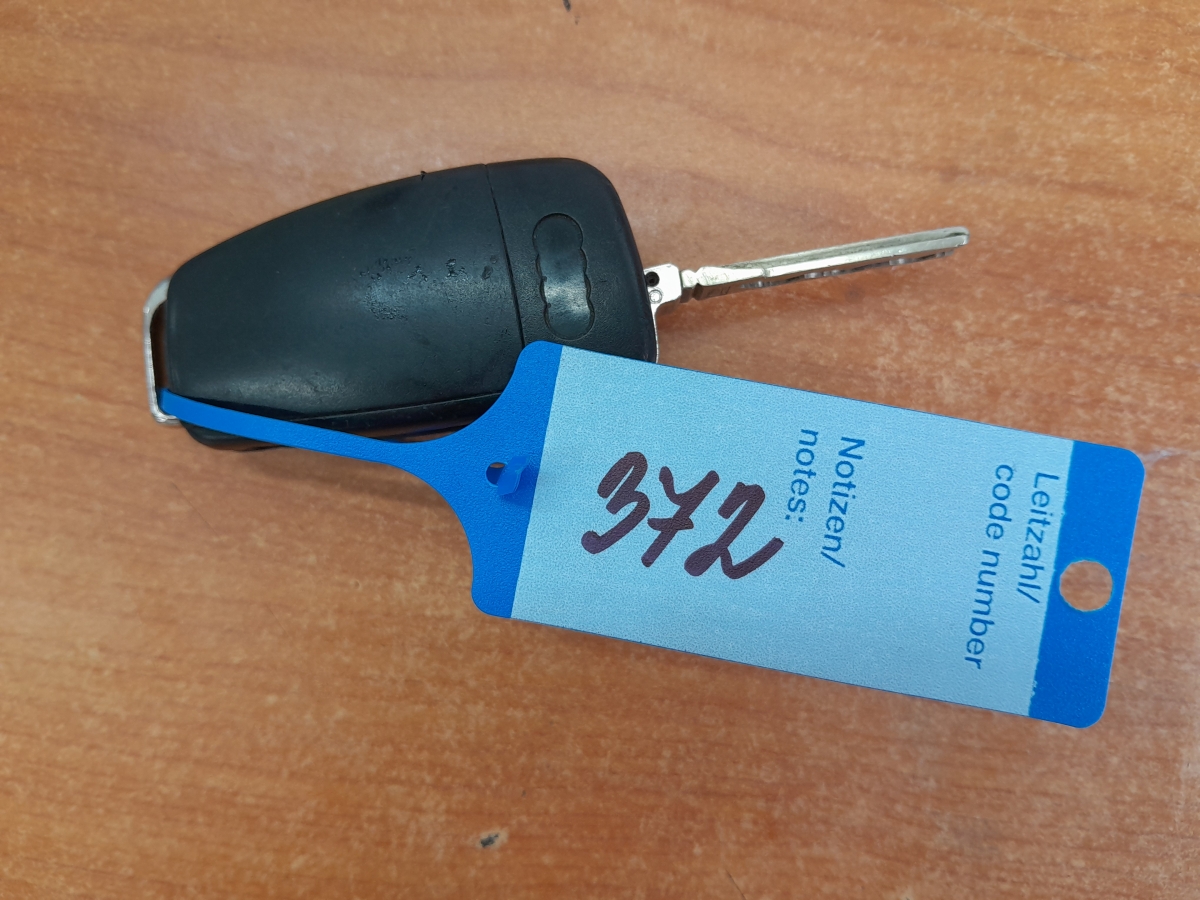 Leitzahl/
code number
Notizen/
notes:
372